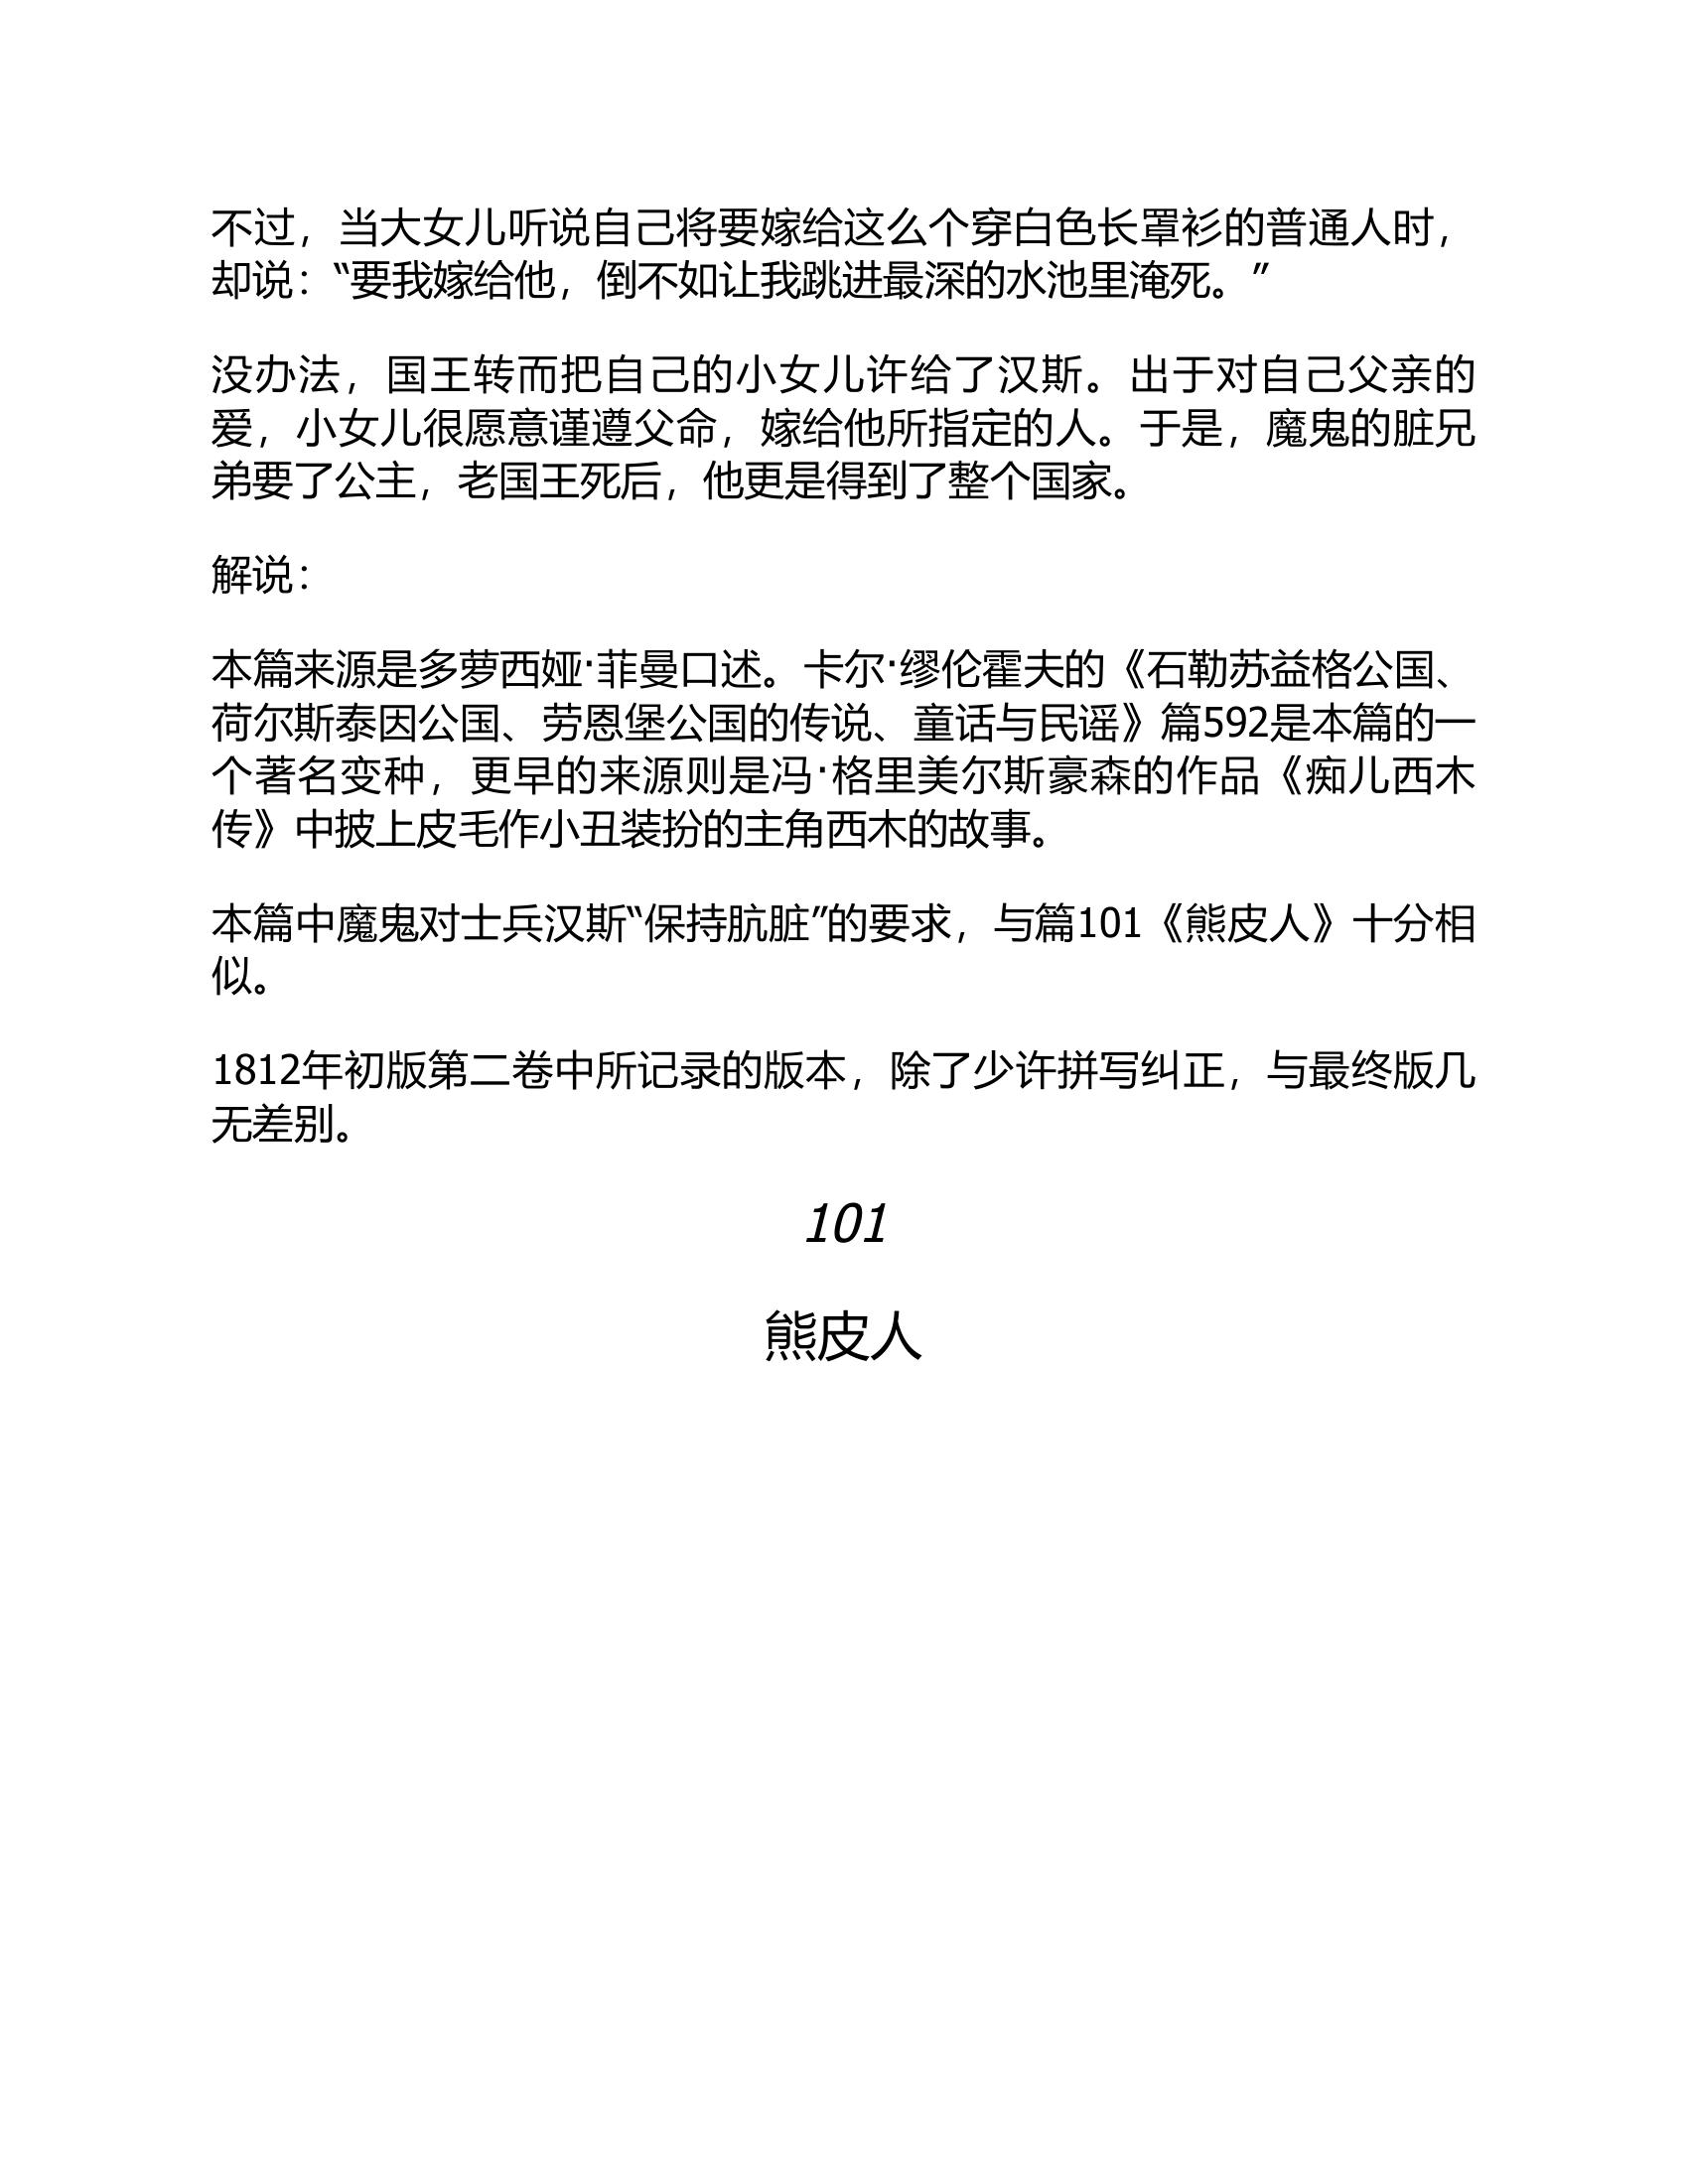 不过，当大女儿听说自己将要嫁给这么个穿白色长罩衫的普通人时，
却说：“要我嫁给他，倒不如让我跳进最深的水池里淹死。”
没办法，国王转而把自己的小女儿许给了汉斯。出于对自己父亲的
爱，小女儿很愿意谨遵父命，嫁给他所指定的人。于是，魔鬼的脏兄
弟要了公主，老国王死后，他更是得到了整个国家。
解说：
本篇来源是多萝西娅·菲曼口述。卡尔·缪伦霍夫的《石勒苏益格公国、
荷尔斯泰因公国、劳恩堡公国的传说、童话与民谣》篇592是本篇的一
个著名变种，更早的来源则是冯·格里美尔斯豪森的作品《痴儿西木
传》中披上皮毛作小丑装扮的主角西木的故事。
本篇中魔鬼对士兵汉斯“保持肮脏”的要求，与篇101《熊皮人》十分相
似。
1812年初版第二卷中所记录的版本，除了少许拼写纠正，与最终版几
无差别。
101
熊皮人